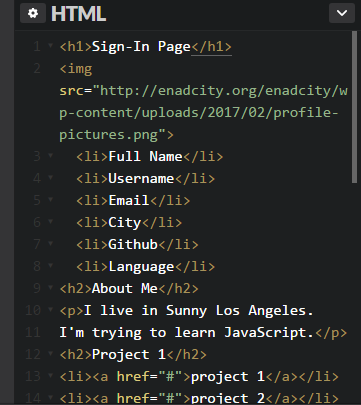 HTML
1 <h1>Sign-In Page</h1>
2 <img
src="http://enadcity.org/enadcity/w
p-content/uploads/2017/02/profile-
pictures.png">
3 <li>Full Name</li>
4 <li>Username</li>
5 <li>Email</li>
6 <li>City</li>
7 <li>Github</li>
8 <li>Language</li>
9 <h2>About Me</h2>
10 <p>I live in Sunny Los Angeles.
11 I'm trying to learn JavaScript.</p>
12 <h2>Project 1</h2>
13 <li><a href="#">project 1</a></li>
14 <li><a href="#">project 2</a></li>